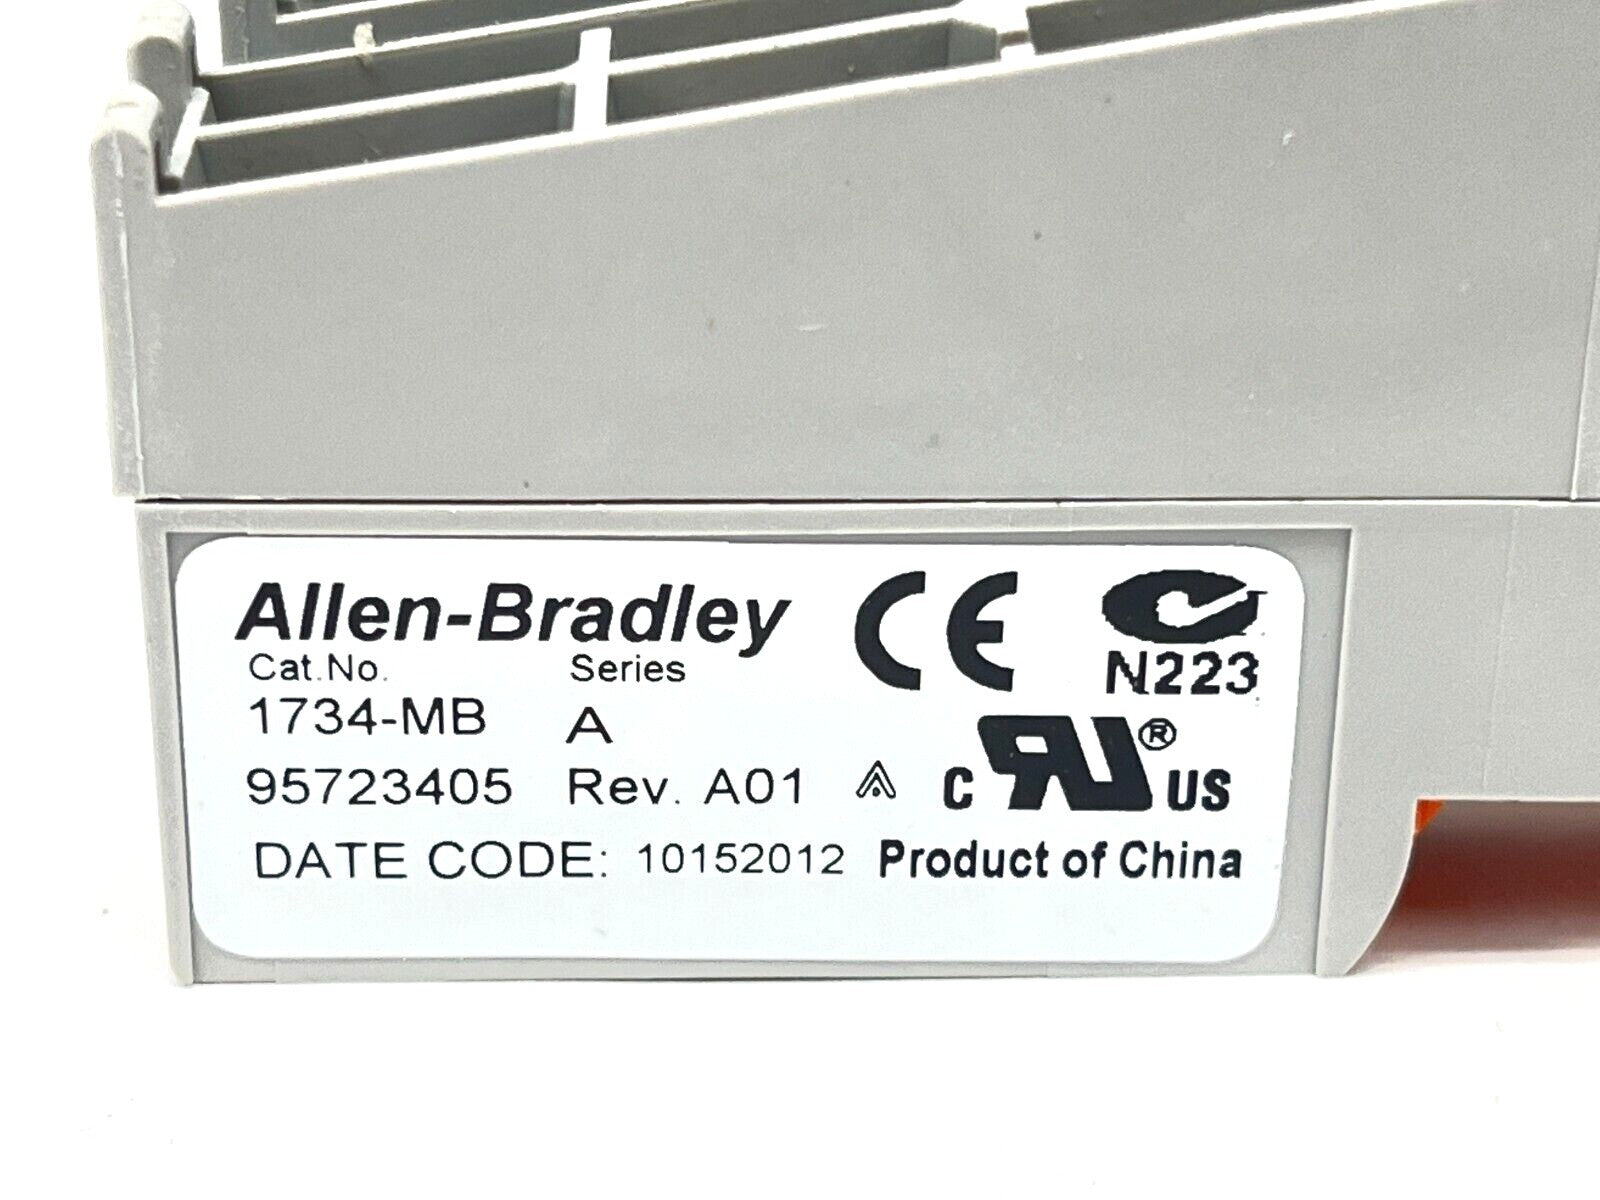 Allen-Bradley CE
Cat.No. Series N223
1734-MB A
95723405 Rev. A01 c RU ® US
DATE CODE: 10152012 Product of China